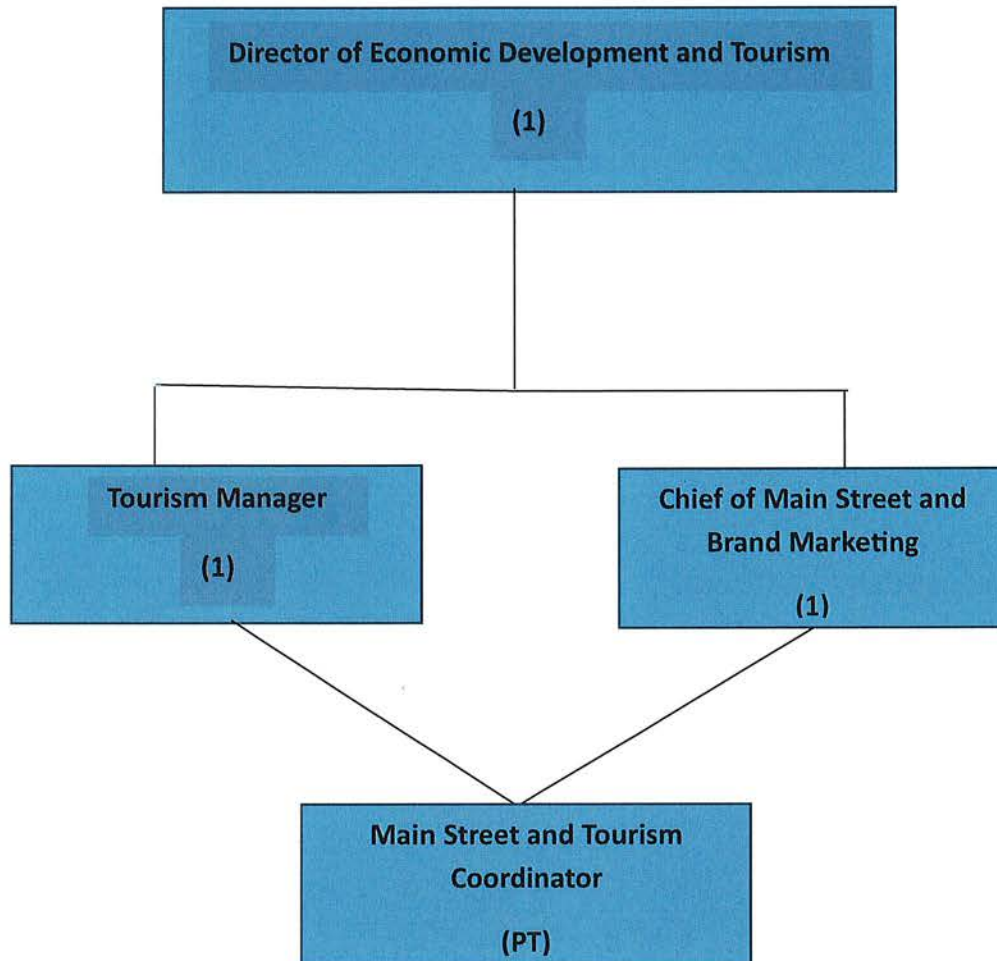 Director of Economic Development and Tourism
(1)
Tourism Manager
(1)
Chief of Main Street and
Brand Marketing
(1)
Main Street and Tourism
Coordinator
(PT)